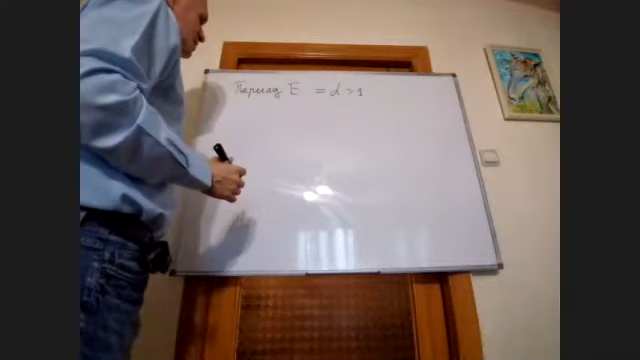 Период E = α > 1